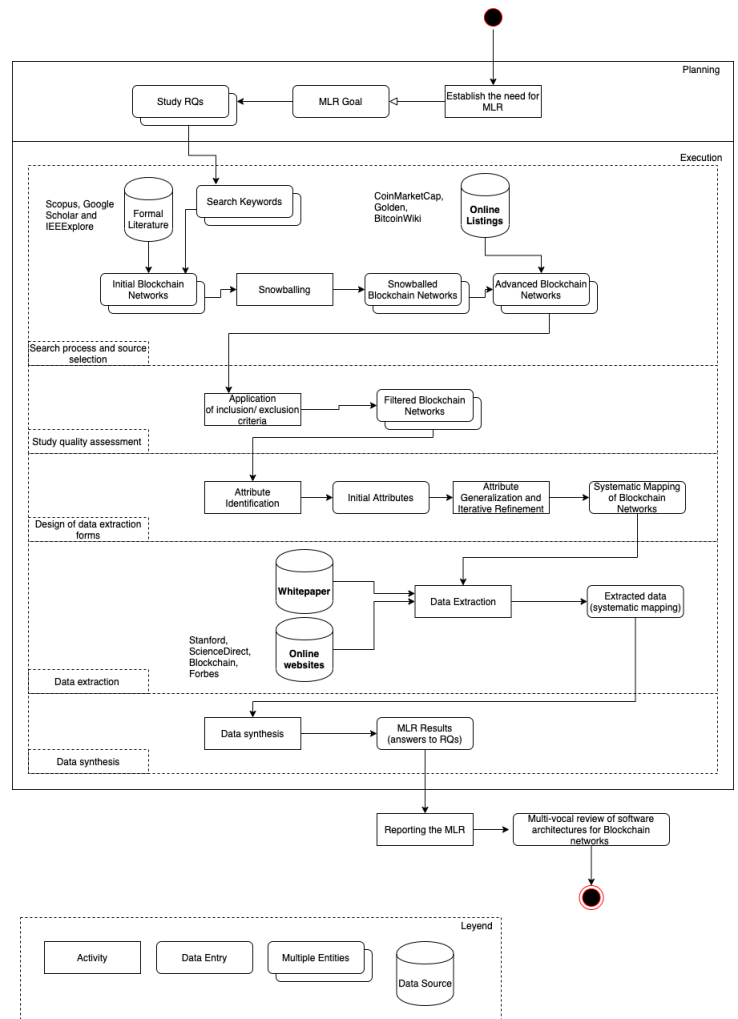 Planning
Establish the need for
MLR
MLR Goal
Study RQs
Execution
Scopus, Google
Scholar and
IEEExplore
Formal
Literature
Search Keywords
CoinMarketCap,
Golden,
BitcoinWiki
Online
Listings
Initial Blockchain
Networks
Snowballing
Snowballed
Blockchain Networks
Advanced Blockchain
Networks
Search process and source
selection
Application
of inclusion/ exclusion
criteria
Filtered Blockchain
Networks
Study quality assessment
Attribute
Identification
Initial Attributes
Attribute
Generalization and
Iterative Refinement
Systematic Mapping
of Blockchain
Networks
Design of data extraction
forms
Whitepaper
Data Extraction
Extracted data
(systematic mapping)
Stanford,
ScienceDirect,
Blockchain,
Forbes
Online
websites
Data extraction
Data synthesis
MLR Results
(answers to RQs)
Data synthesis
Reporting the MLR
Multi-vocal review of software
architectures for Blockchain
networks
Leyend
Activity
Data Entry
Multiple Entities
Data Source